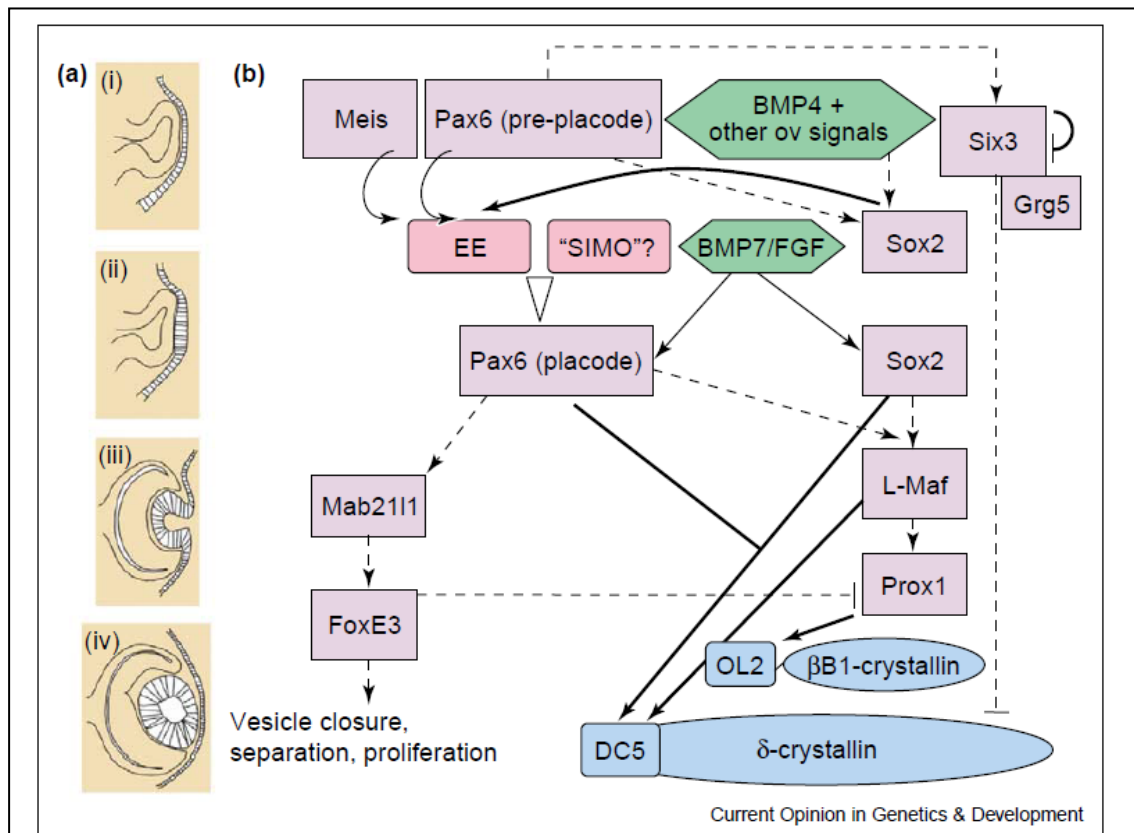 (a)
(i)
(ii)
(iii)
(iv)
(b)
Meis
Pax6 (pre-placode)
BMP4 +
other ov signals
Six3
Grg5
EE
“SIMO”?
BMP7/FGF
Sox2
Pax6 (placode)
Sox2
Mab21l1
L-Maf
FoxE3
Prox1
OL2
βB1-crystallin
Vesicle closure,
separation, proliferation
DC5
δ-crystallin
Current Opinion in Genetics & Development